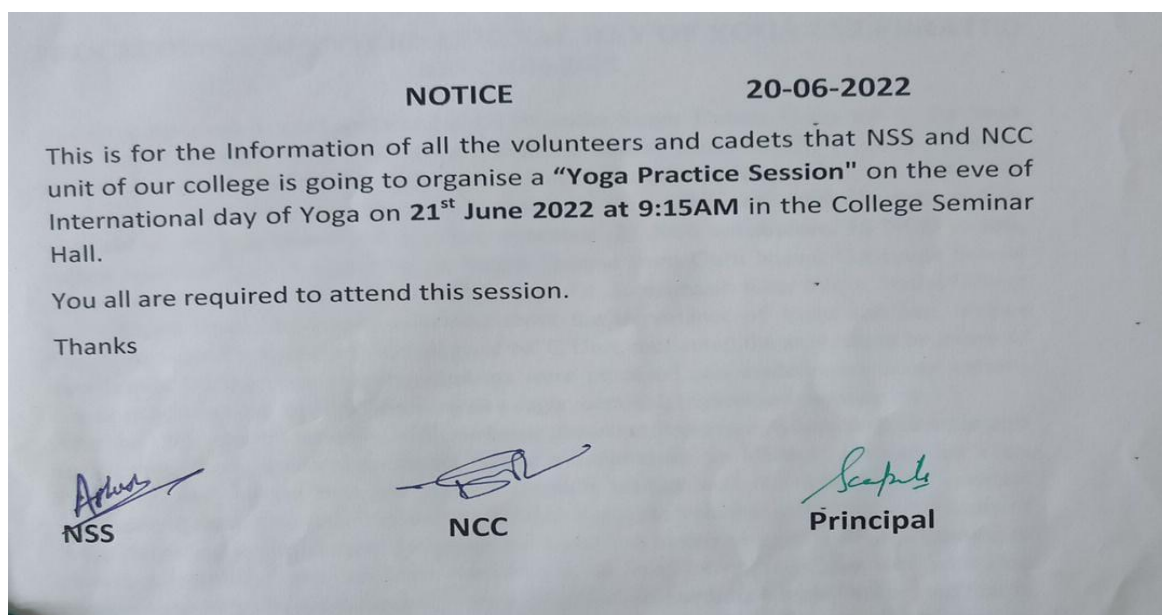 NOTICE 20-06-2022
This is for the Information of all the volunteers and cadets that NSS and NCC
unit of our college is going to organise a “Yoga Practice Session" on the eve of
International day of Yoga on 21st June 2022 at 9:15AM in the College Seminar
Hall.
You all are required to attend this session.
Thanks
NSS NCC Principal